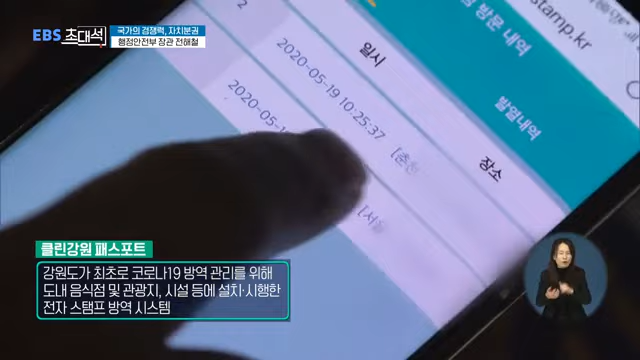 EBS 초대석
국가의 경쟁력, 자치분권
행정안전부 장관 전해철
stamp.kr
방문 내역
발열내역
2
일시
장소
2020-05-19 10:25:37
[춘천
2020-05-1
[서울
클린강원 패스포트
강원도가 최초로 코로나19 방역 관리를 위해
도내 음식점 및 관광지, 시설 등에 설치·시행한
전자 스탬프 방역 시스템